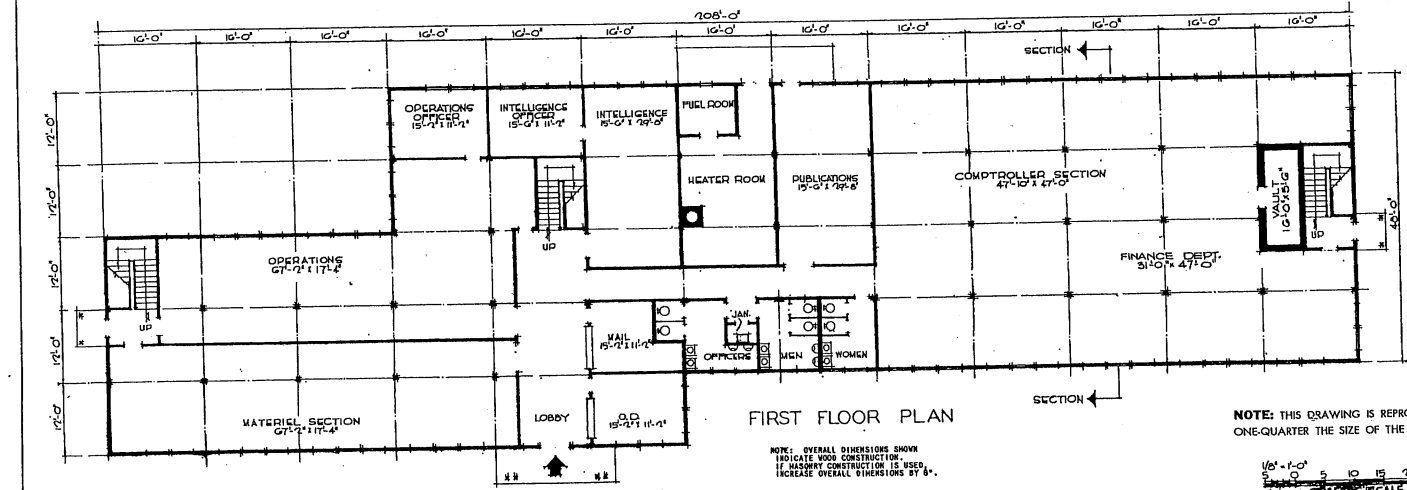 208'-0"
16'-0" 16'-0" 16'-0" 16'-0" 16'-0" 16'-0" 16'-0" 16'-0" 16'-0" 16'-0" 16'-0" 16'-0" 16'-0"
SECTION
12'-0"
12'-0"
12'-0"
12'-0"
12'-0"
48'-0"
OPERATIONS
OFFICER
15'-2" X 11'-2"
INTELLIGENCE
OFFICER
15'-6" X 11'-2"
INTELLIGENCE
15'-6" X 29'-8"
FUEL ROOM
HEATER ROOM
PUBLICATIONS
15'-6" X 29'-8"
COMPTROLLER SECTION
47'-10" X 47'-0"
VAULT
16'-0" X 5'-6"
UP
UP
UP
OPERATIONS
67'-2" X 17'-4"
FINANCE DEPT.
31'-0" X 47'-0"
MAIL
15'-2" X 11'-2"
JAN.
OFFICERS
MEN
WOMEN
MATERIEL SECTION
67'-2" X 17'-4"
LOBBY
O.D.
15'-2" X 11'-2"
SECTION
FIRST FLOOR PLAN
NOTE: OVERALL DIMENSIONS SHOWN
INDICATE WOOD CONSTRUCTION.
IF MASONRY CONSTRUCTION IS USED,
INCREASE OVERALL DIMENSIONS BY 8".
NOTE: THIS DRAWING IS REPRO
ONE-QUARTER THE SIZE OF THE
1/8" = 1'-0"
5 0 5 10 15